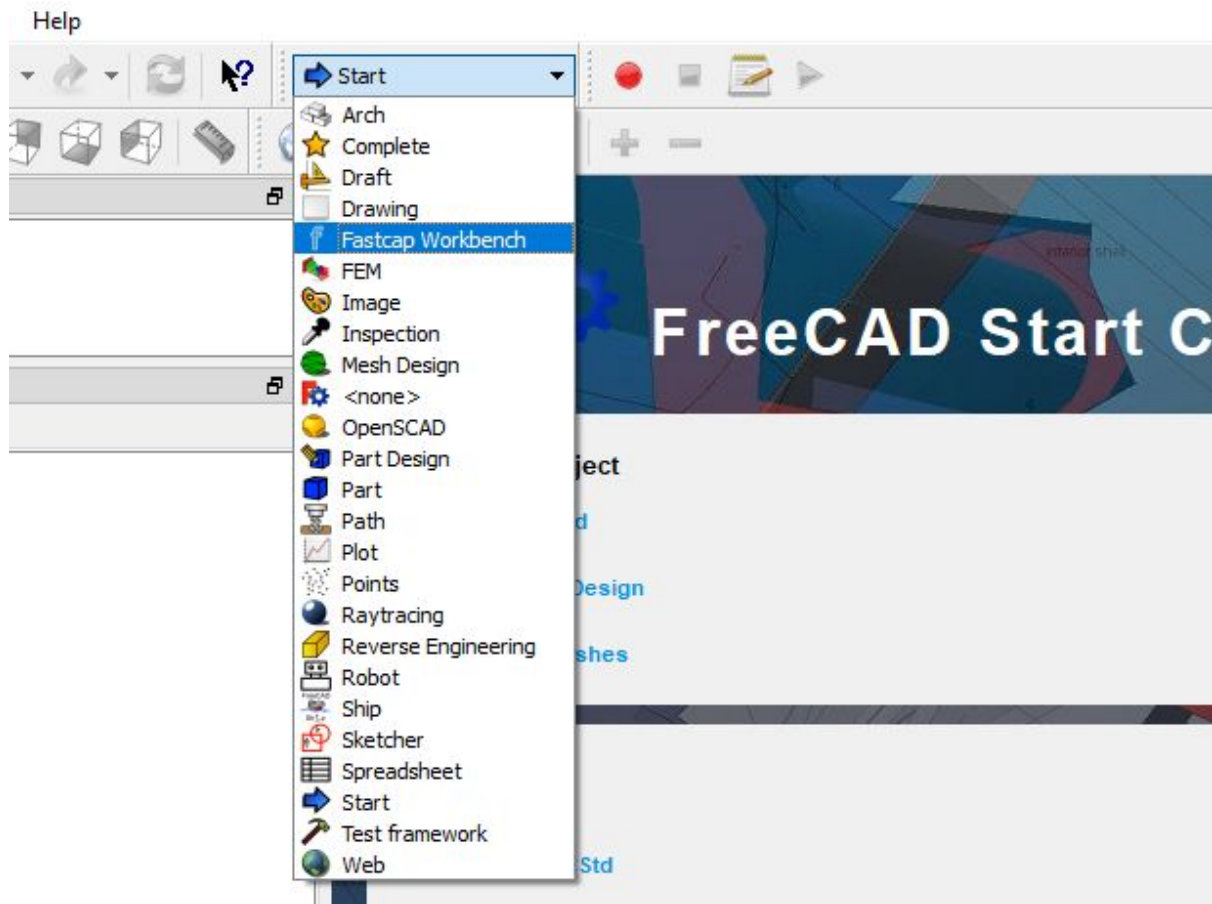 Help
Start
Arch
Complete
Draft
Drawing
Fastcap Workbench
FEM
Image
Inspection
Mesh Design
<none>
OpenSCAD
Part Design
Part
Path
Plot
Points
Raytracing
Reverse Engineering
Robot
Ship
Sketcher
Spreadsheet
Start
Test framework
Web
interior shell
FreeCAD Start C
ject
d
Design
shes
Std